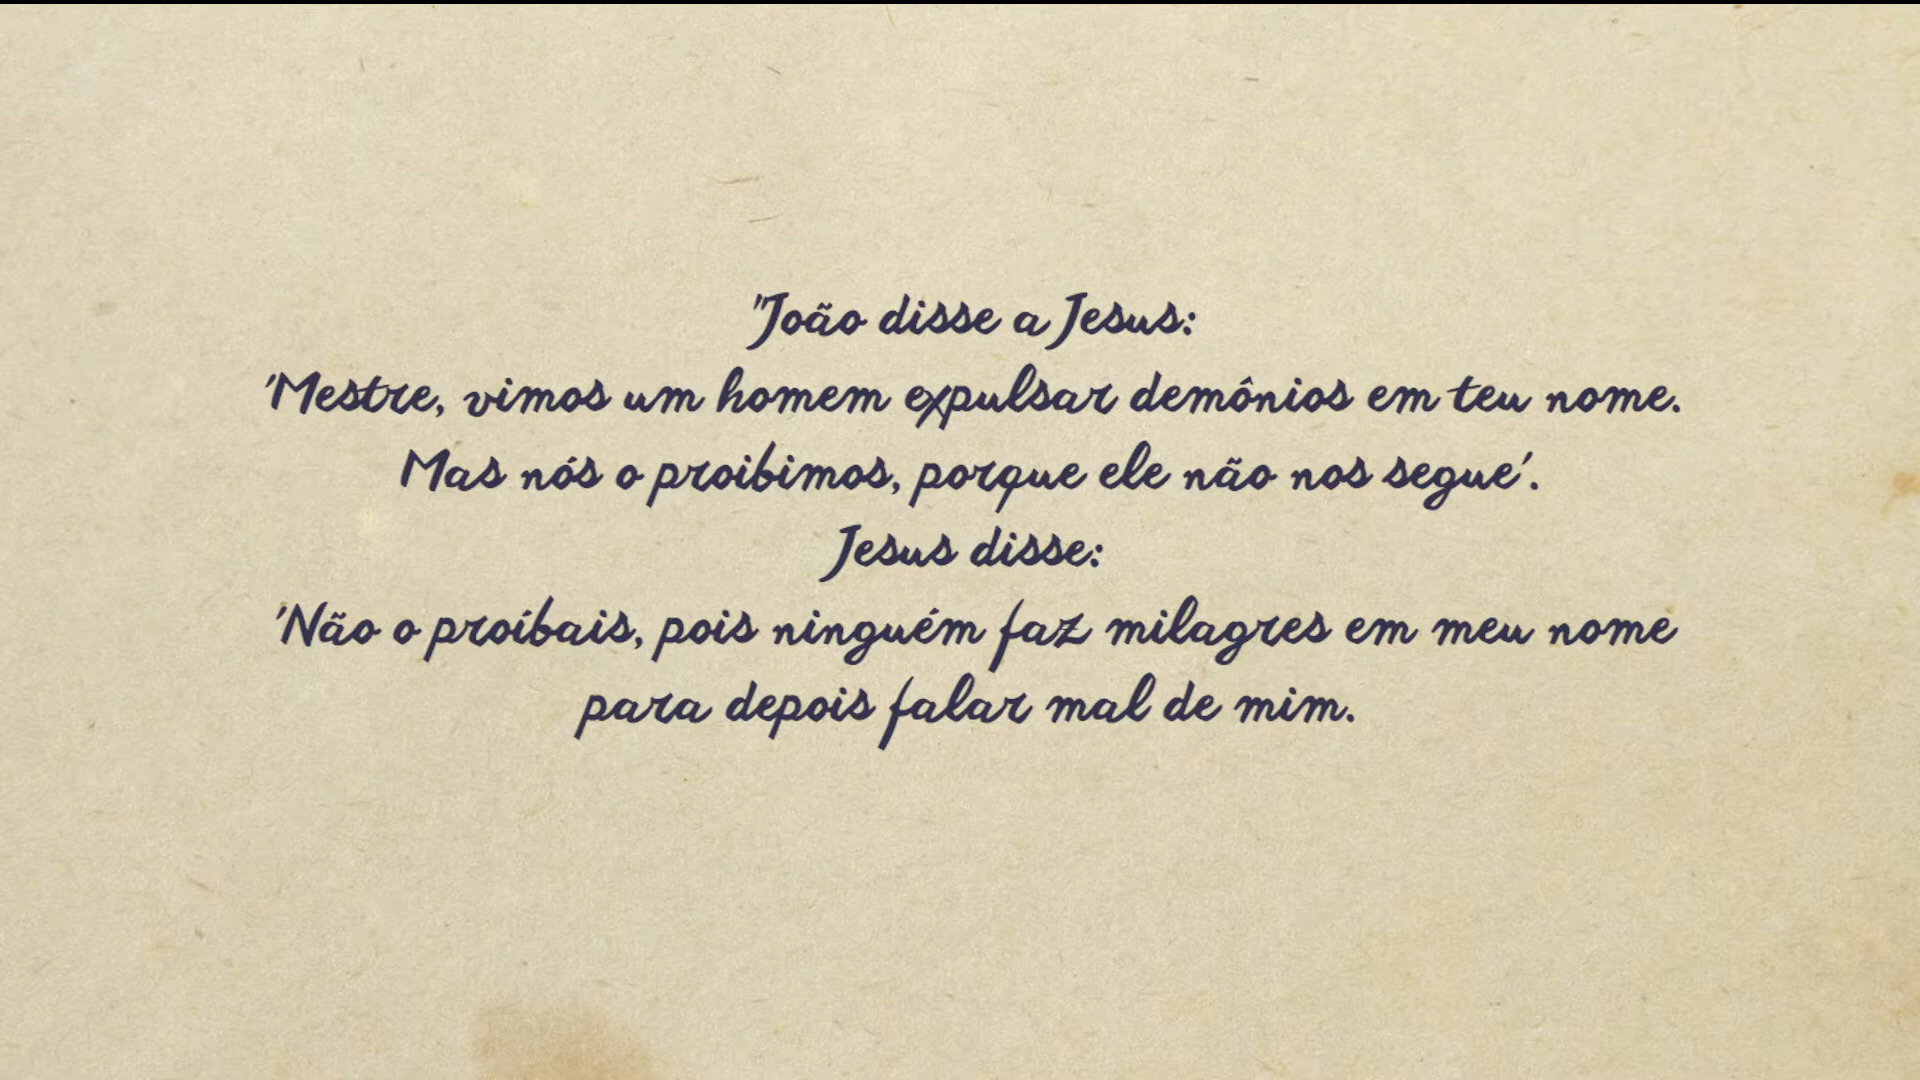 "João disse a Jesus:
'Mestre, vimos um homem expulsar demônios em teu nome.
Mas nós o proibimos, porque ele não nos segue'.
Jesus disse:
'Não o proíbais, pois ninguém faz milagres em meu nome
para depois falar mal de mim.